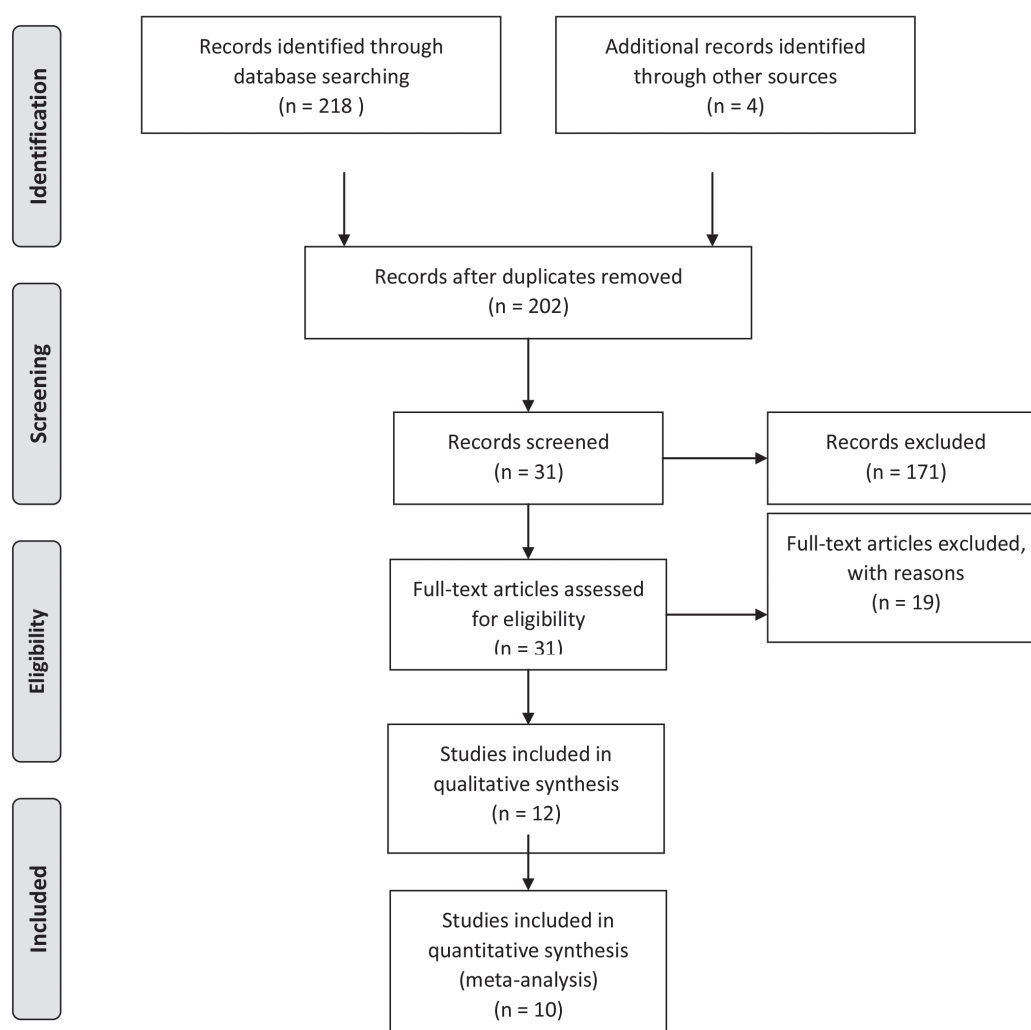 Identification
Records identified through
database searching
(n = 218 )
Additional records identified
through other sources
(n = 4)
Records after duplicates removed
(n = 202)
Screening
Records screened
(n = 31)
Records excluded
(n = 171)
Eligibility
Full-text articles assessed
for eligibility
(n = 31)
Full-text articles excluded,
with reasons
(n = 19)
Studies included in
qualitative synthesis
(n = 12)
Included
Studies included in
quantitative synthesis
(meta-analysis)
(n = 10)